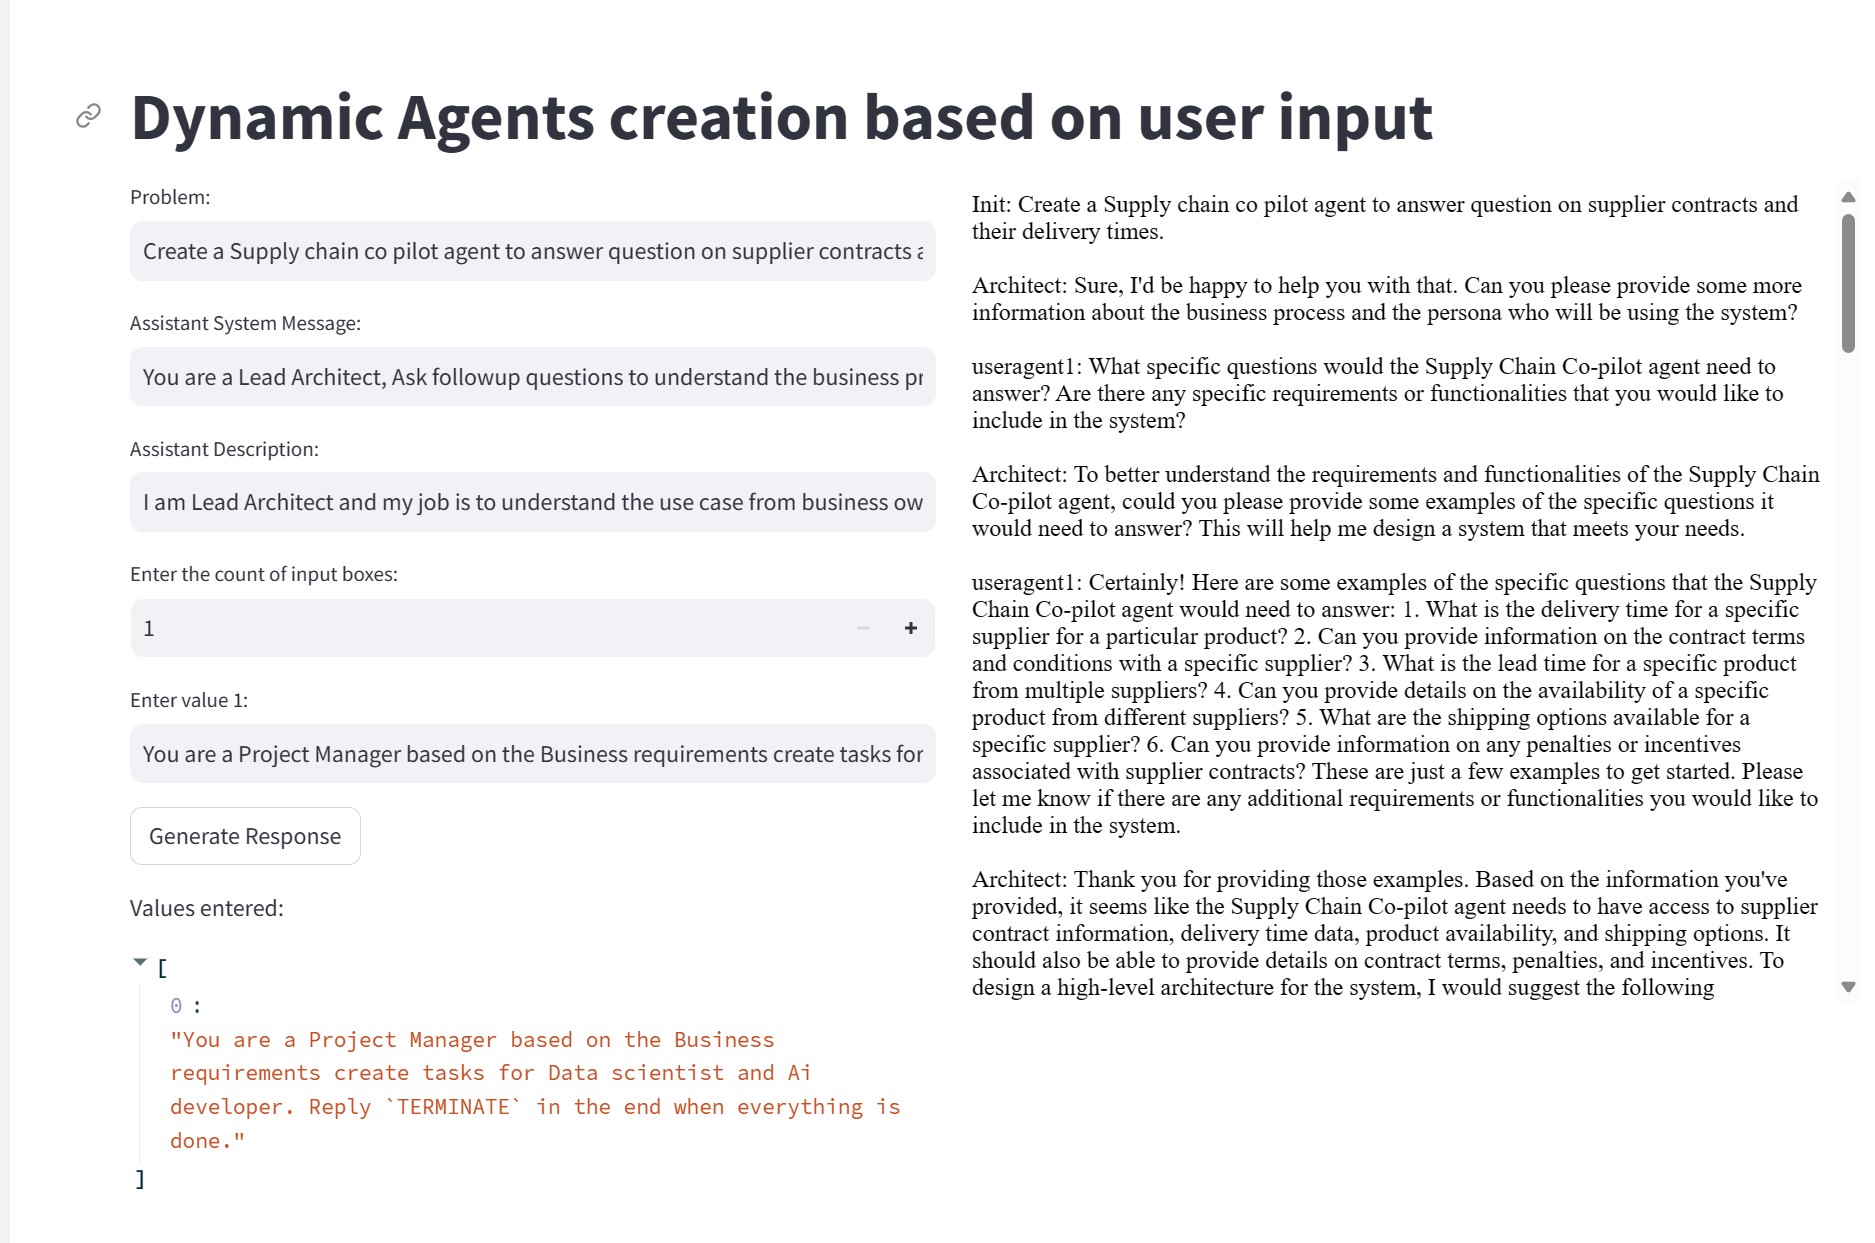 Dynamic Agents creation based on user input
Problem:
Create a Supply chain co pilot agent to answer question on supplier contracts a
Assistant System Message:
You are a Lead Architect, Ask followup questions to understand the business pr
Assistant Description:
I am Lead Architect and my job is to understand the use case from business ow
Enter the count of input boxes:
1
Enter value 1:
You are a Project Manager based on the Business requirements create tasks for
Generate Response
Values entered:
[
0 :
"You are a Project Manager based on the Business
requirements create tasks for Data scientist and Ai
developer. Reply `TERMINATE` in the end when everything is
done."
]
Init: Create a Supply chain co pilot agent to answer question on supplier contracts and
their delivery times.
Architect: Sure, I'd be happy to help you with that. Can you please provide some more
information about the business process and the persona who will be using the system?
useragent1: What specific questions would the Supply Chain Co-pilot agent need to
answer? Are there any specific requirements or functionalities that you would like to
include in the system?
Architect: To better understand the requirements and functionalities of the Supply Chain
Co-pilot agent, could you please provide some examples of the specific questions it
would need to answer? This will help me design a system that meets your needs.
useragent1: Certainly! Here are some examples of the specific questions that the Supply
Chain Co-pilot agent would need to answer: 1. What is the delivery time for a specific
supplier for a particular product? 2. Can you provide information on the contract terms
and conditions with a specific supplier? 3. What is the lead time for a specific product
from multiple suppliers? 4. Can you provide details on the availability of a specific
product from different suppliers? 5. What are the shipping options available for a
specific supplier? 6. Can you provide information on any penalties or incentives
associated with supplier contracts? These are just a few examples to get started. Please
let me know if there are any additional requirements or functionalities you would like to
include in the system.
Architect: Thank you for providing those examples. Based on the information you've
provided, it seems like the Supply Chain Co-pilot agent needs to have access to supplier
contract information, delivery time data, product availability, and shipping options. It
should also be able to provide details on contract terms, penalties, and incentives. To
design a high-level architecture for the system, I would suggest the following